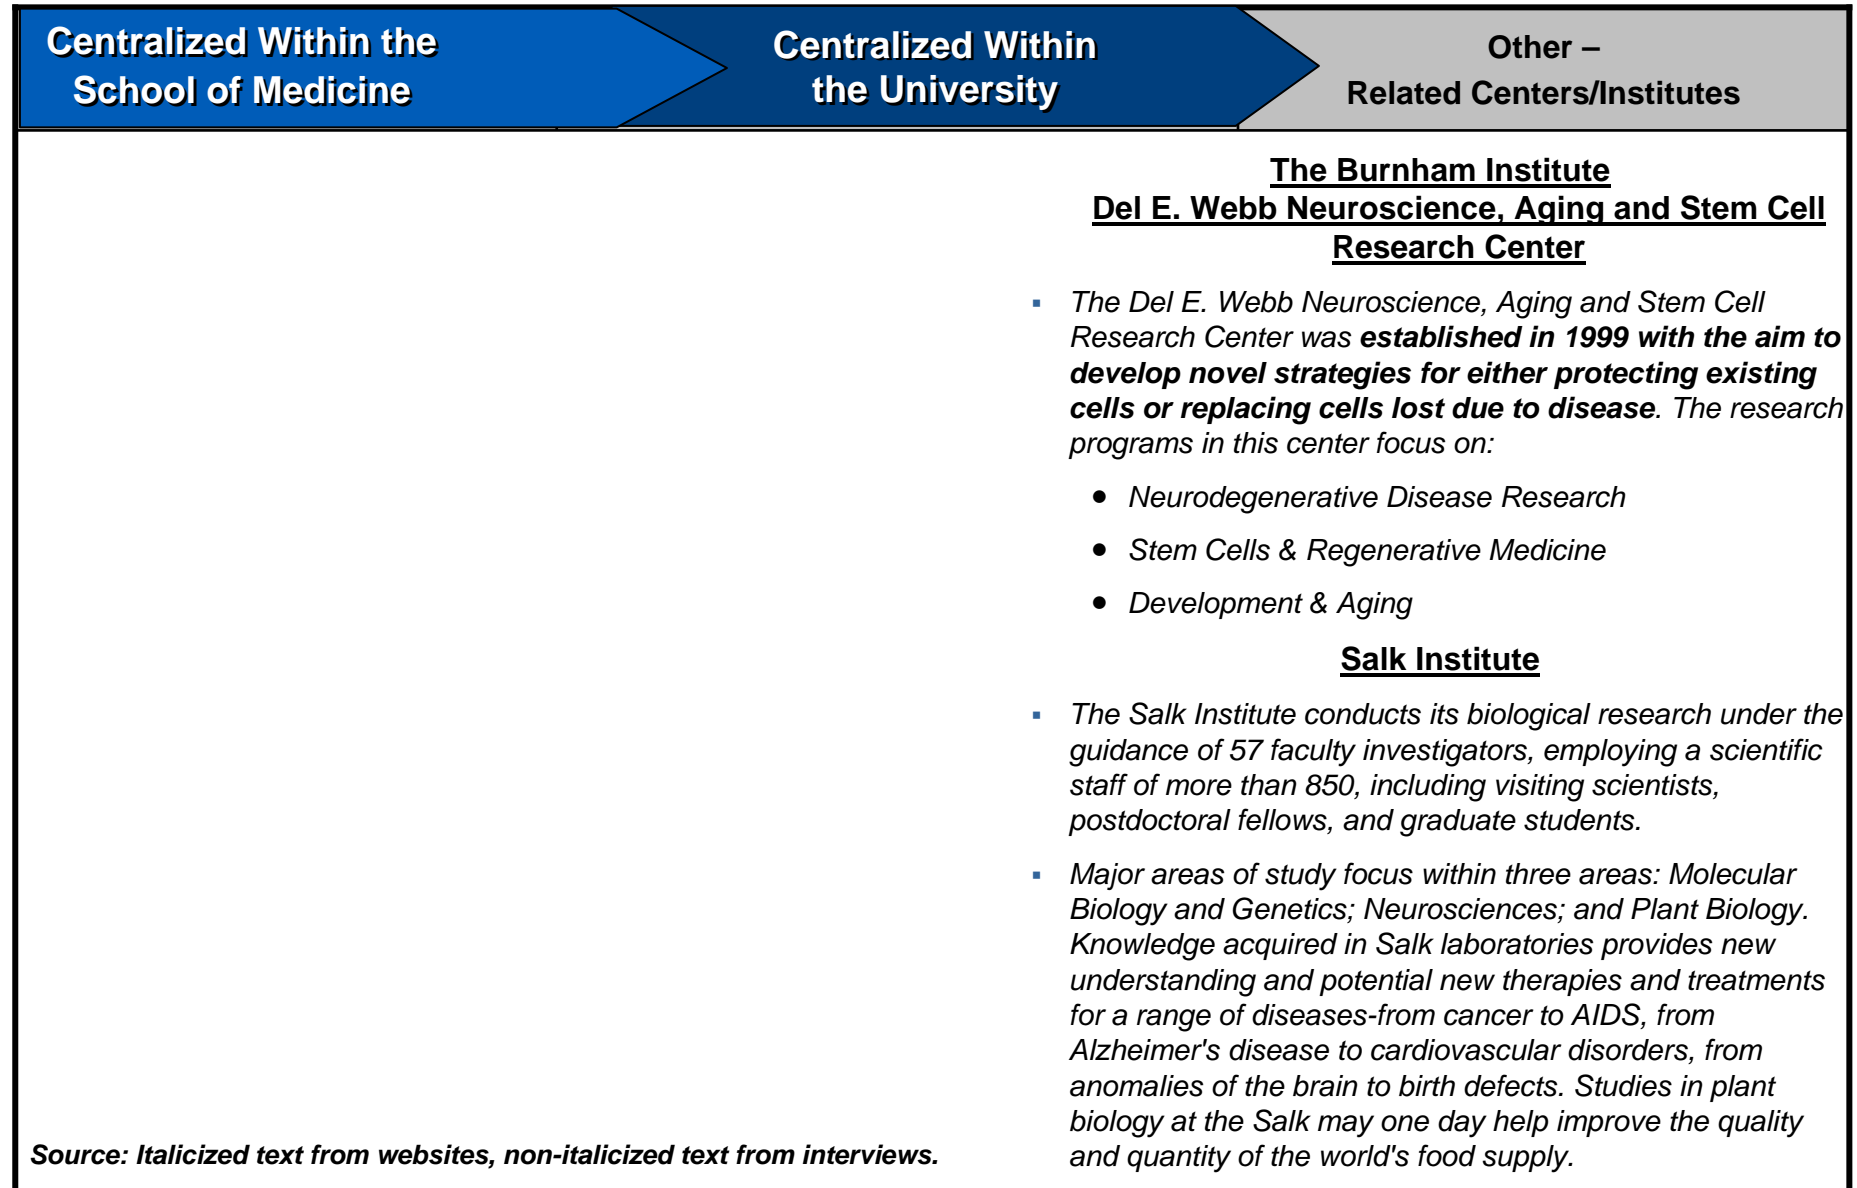 Centralized Within the
School of Medicine
Centralized Within
the University
Other –
Related Centers/Institutes
The Burnham Institute
Del E. Webb Neuroscience, Aging and Stem Cell
Research Center
▪ The Del E. Webb Neuroscience, Aging and Stem Cell
Research Center was established in 1999 with the aim to
develop novel strategies for either protecting existing
cells or replacing cells lost due to disease. The research
programs in this center focus on:
• Neurodegenerative Disease Research
• Stem Cells & Regenerative Medicine
• Development & Aging
Salk Institute
▪ The Salk Institute conducts its biological research under the
guidance of 57 faculty investigators, employing a scientific
staff of more than 850, including visiting scientists,
postdoctoral fellows, and graduate students.
▪ Major areas of study focus within three areas: Molecular
Biology and Genetics; Neurosciences; and Plant Biology.
Knowledge acquired in Salk laboratories provides new
understanding and potential new therapies and treatments
for a range of diseases-from cancer to AIDS, from
Alzheimer's disease to cardiovascular disorders, from
anomalies of the brain to birth defects. Studies in plant
biology at the Salk may one day help improve the quality
and quantity of the world's food supply.
Source: Italicized text from websites, non-italicized text from interviews.